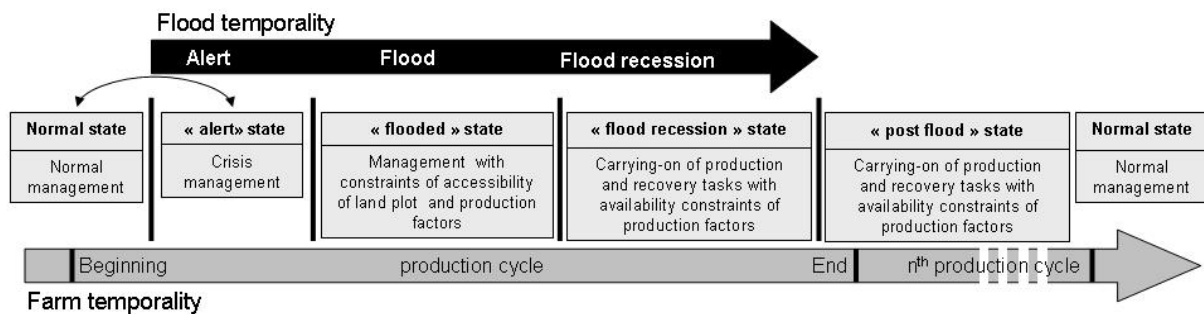 Flood temporality
Alert Flood Flood recession
Normal state
Normal
management
« alert» state
Crisis
management
« flooded » state
Management with
constraints of accessibility
of land plot and production
factors
« flood recession » state
Carrying-on of production
and recovery tasks with
availability constraints of
production factors
« post flood » state
Carrying-on of production
and recovery tasks with
availability constraints of
production factors
Normal state
Normal
management
Beginning production cycle End nth production cycle
Farm temporality